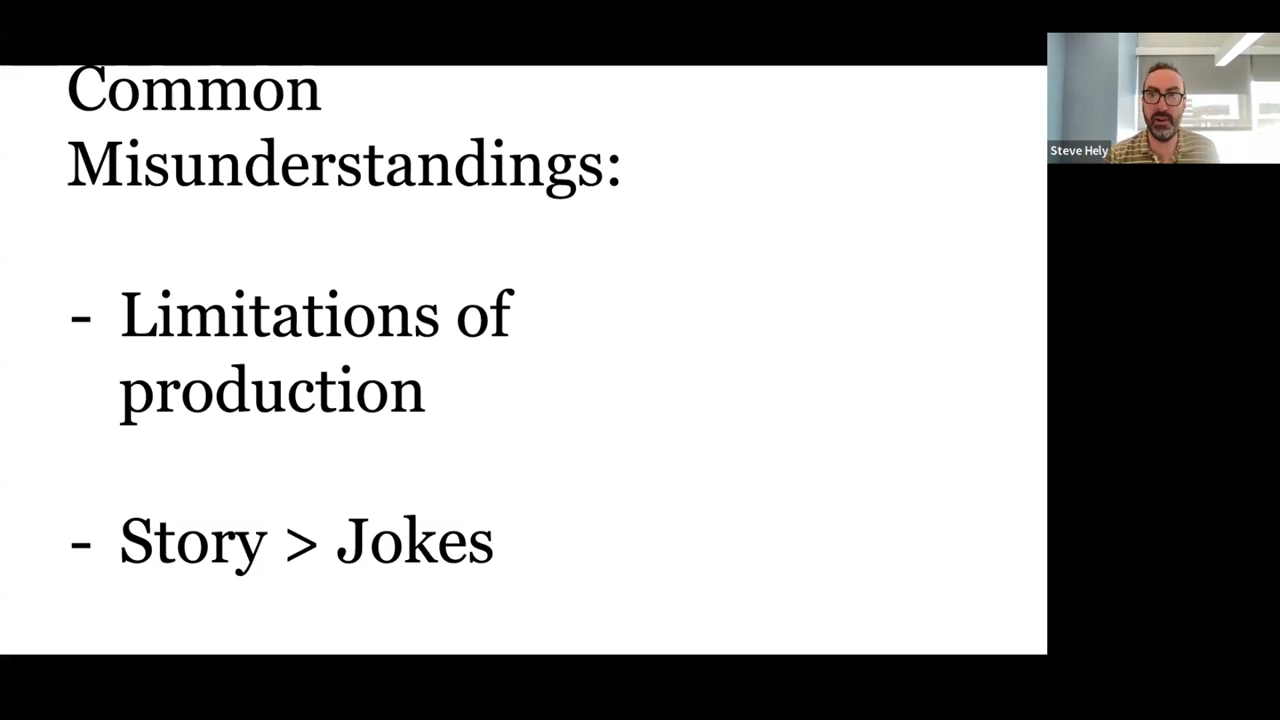 Common
Misunderstandings:
- Limitations of
production
- Story > Jokes
Steve Hely